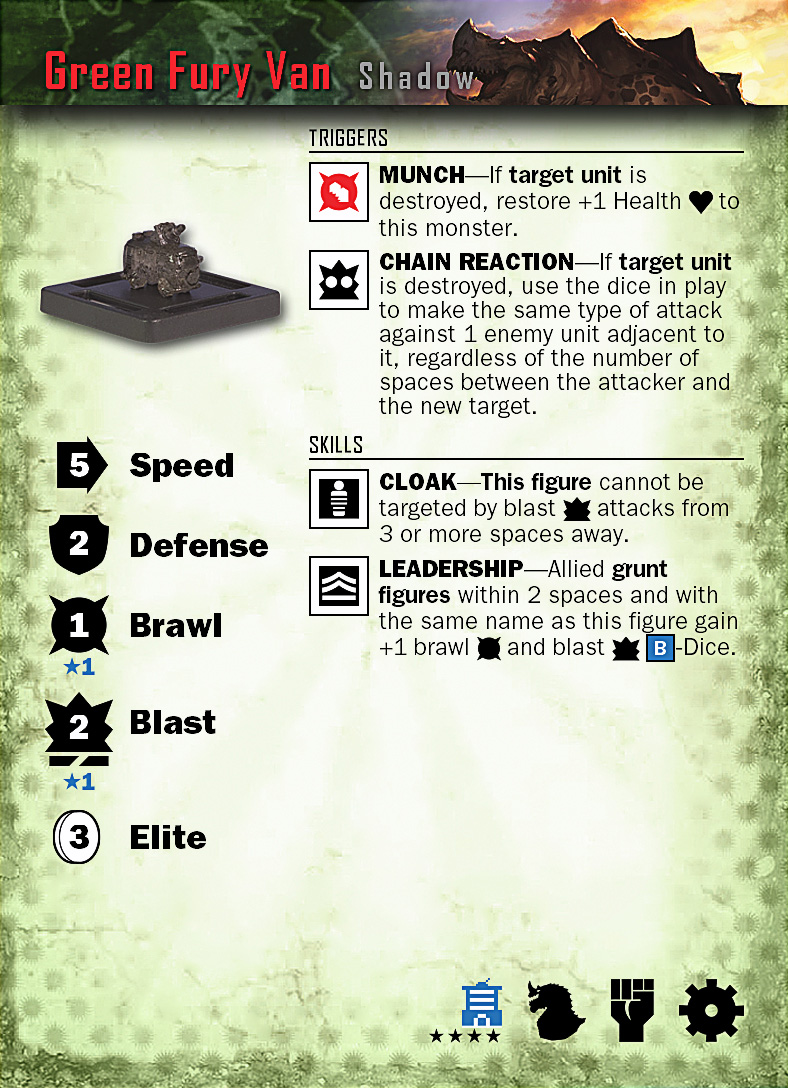 Green Fury Van Shadow
TRIGGERS
MUNCH—If target unit is
destroyed, restore +1 Health to
this monster.
CHAIN REACTION—If target unit
is destroyed, use the dice in play
to make the same type of attack
against 1 enemy unit adjacent to
it, regardless of the number of
spaces between the attacker and
the new target.
SKILLS
CLOAK—This figure cannot be
targeted by blast attacks from
3 or more spaces away.
LEADERSHIP—Allied grunt
figures within 2 spaces and with
the same name as this figure gain
+1 brawl and blast B-Dice.
5 Speed
2 Defense
1 Brawl
★1
2 Blast
★1
3 Elite